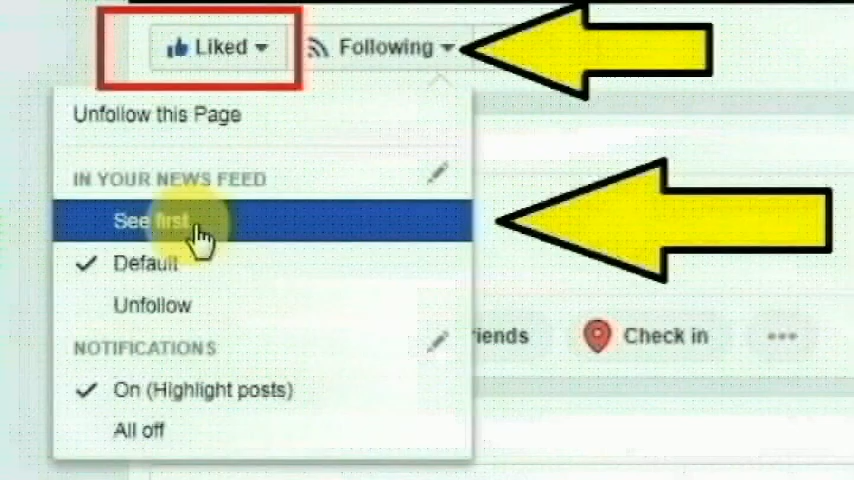 Liked Following
Unfollow this Page
IN YOUR NEWS FEED
See first
Default
Unfollow
riends Check in
NOTIFICATIONS
On (Highlight posts)
All off